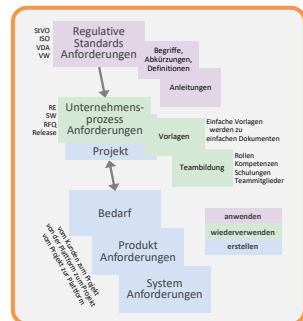 StVO
ISO
VDA
VW
Regulative
Standards
Anforderungen
Begriffe,
Abkürzungen,
Definitionen
Anleitungen
RE
SW
RFQ
Release
Unternehmens-
prozess
Anforderungen
Projekt
Vorlagen
Einfache Vorlagen
werden zu
einfachen Dokumenten
Teambildung
Rollen
Kompetenzen
Schulungen
Teammitglieder
Bedarf
Produkt
Anforderungen
System
Anforderungen
vom Kunden zum Projekt
von der Plattform zum Projekt
vom Projekt zur Plattform
anwenden
wiederverwenden
erstellen